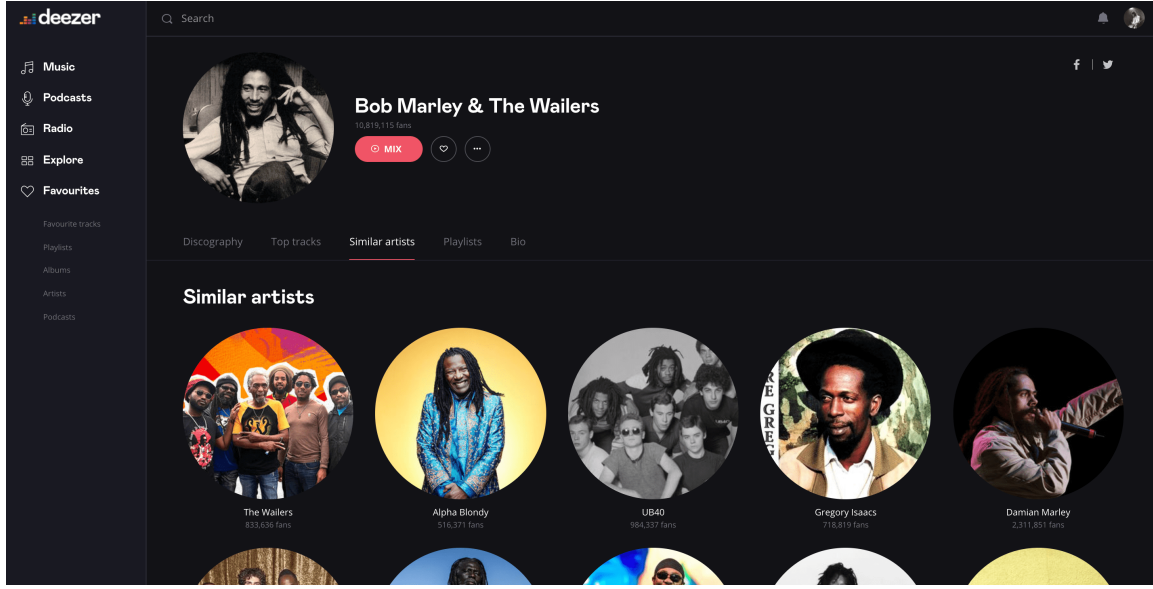 deezer
Search
Music
Podcasts
Radio
Explore
Favourites
Favourite tracks
Playlists
Albums
Artists
Podcasts
Bob Marley & The Wailers
10,819,115 fans
MIX
Discography
Top tracks
Similar artists
Playlists
Bio
Similar artists
RE GREE
The Wailers
833,636 fans
Alpha Blondy
516,371 fans
UB40
984,337 fans
Gregory Isaacs
718,819 fans
Damian Marley
2,311,851 fans